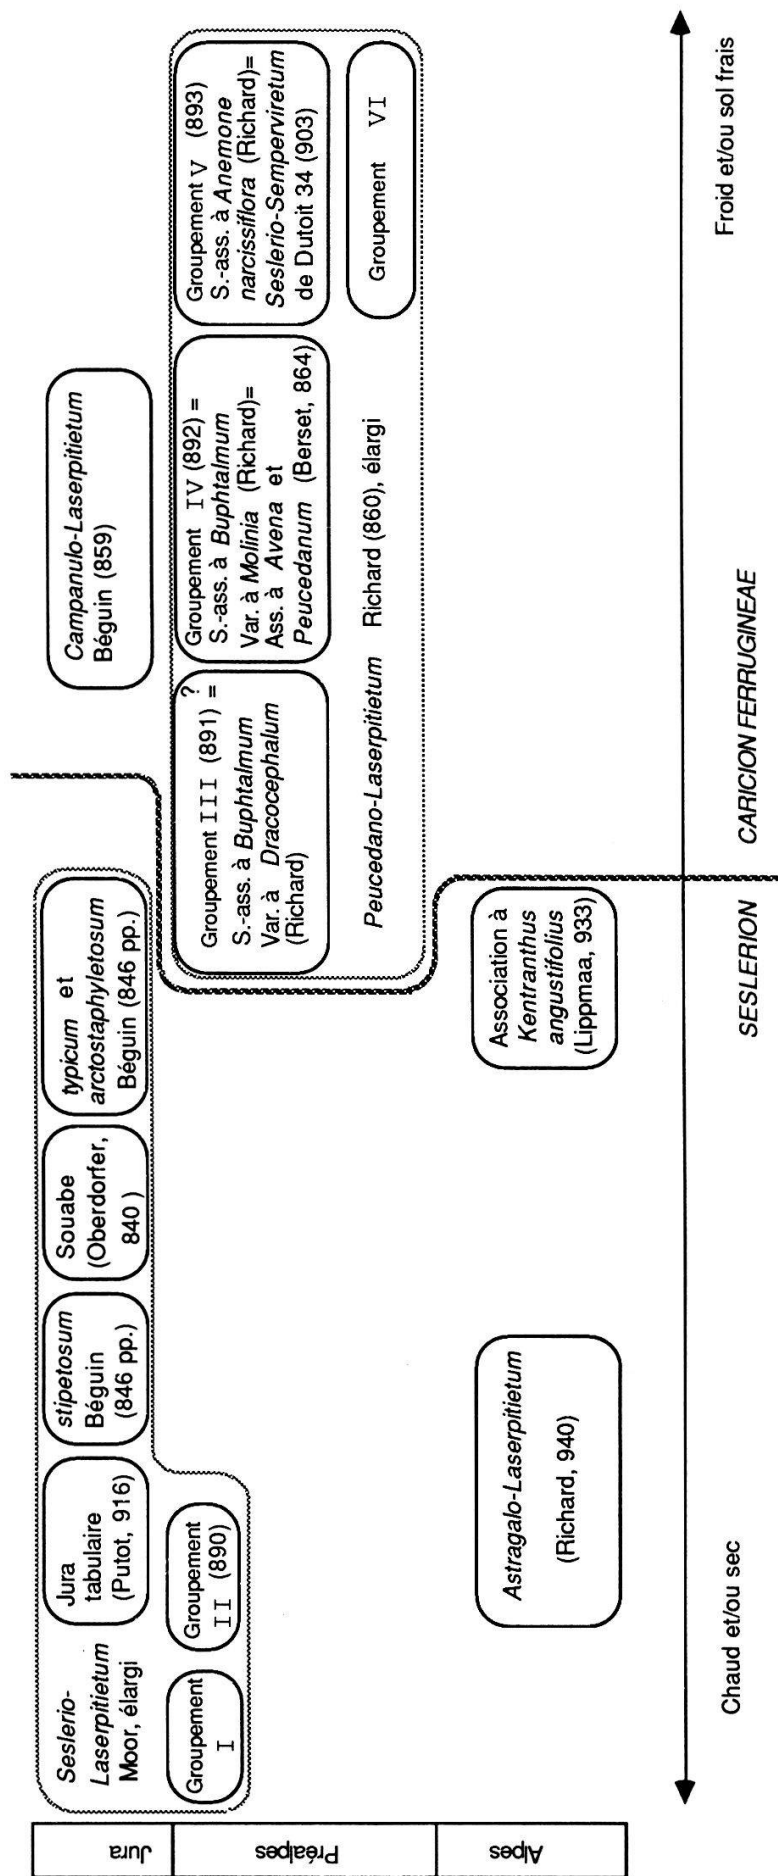 Jura
Préalpes
Alpes
Seslerio-
Laserpitietum
Moor, élargi
Jura
tabulaire
(Putot, 916)
stipetosum
Béguin
(846 pp.)
Souabe
(Oberdorfer,
840 )
typicum et
arctostaphyletosum
Béguin (846 pp.)
Campanulo-Laserpitietum
Béguin (859)
Groupement
I
Groupement
II (890)
Groupement III (891) ?
=
S.-ass. à Buphtalmum
Var. à Dracocephalum
(Richard)
Groupement IV (892) =
S.-ass. à Buphtalmum
Var. à Molinia (Richard)=
Ass. à Avena et
Peucedanum (Berset, 864)
Groupement V (893)
S.-ass. à Anemone
narcissiflora (Richard)=
Seslerio-Semperviretum
de Dutoit 34 (903)
Peucedano-Laserpitietum Richard (860), élargi
Groupement VI
Astragalo-Laserpitietum
(Richard, 940)
Association à
Kentranthus
angustifolius
(Lippmaa, 933)
Chaud et/ou sec
SESLERION
CARICION FERRUGINEAE
Froid et/ou sol frais